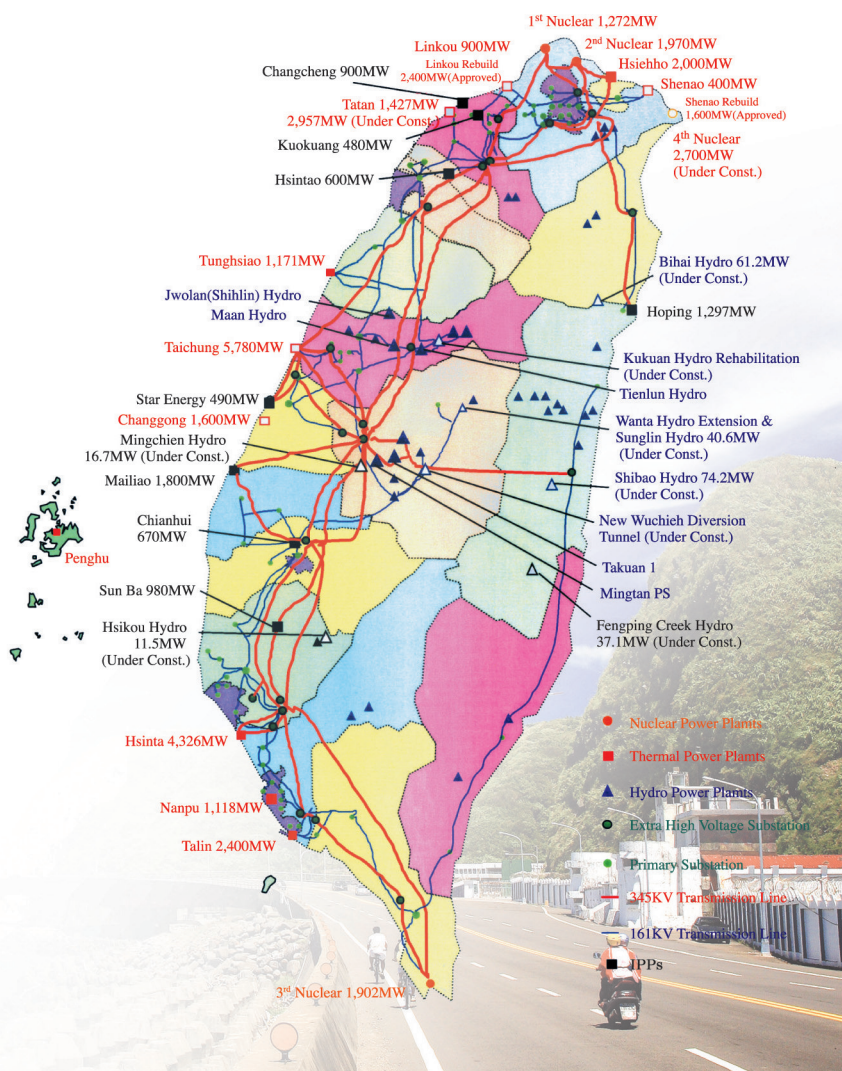 1st Nuclear 1,272MW
2nd Nuclear 1,970MW
Linkou 900MW
Hsiehho 2,000MW
Linkou Rebuild
2,400MW(Approved)
Changcheng 900MW
Shenao 400MW
Tatan 1,427MW
2,957MW (Under Const.)
Shenao Rebuild
1,600MW(Approved)
Kuokuang 480MW
4th Nuclear
2,700MW
(Under Const.)
Hsintao 600MW
Tunghsiao 1,171MW
Bihai Hydro 61.2MW
(Under Const.)
Jwolan(Shihlin) Hydro
Maan Hydro
Hoping 1,297MW
Taichung 5,780MW
Kukuan Hydro Rehabilitation
(Under Const.)
Tienlun Hydro
Star Energy 490MW
Changgong 1,600MW
Wanta Hydro Extension &
Sunglin Hydro 40.6MW
(Under Const.)
Mingchien Hydro
16.7MW (Under Const.)
Mailiao 1,800MW
Shibao Hydro 74.2MW
(Under Const.)
Chianhui
670MW
New Wuchieh Diversion
Tunnel (Under Const.)
Penghu
Takuan 1
Mingtan PS
Sun Ba 980MW
Fengping Creek Hydro
37.1MW (Under Const.)
Hsikou Hydro
11.5MW
(Under Const.)
Hsinta 4,326MW
Nanpu 1,118MW
Talin 2,400MW
3rd Nuclear 1,902MW
Nuclear Power Plamts
Thermal Power Plamts
Hydro Power Plamts
Extra High Voltage Substation
Primary Substation
345KV Transmission Line
161KV Transmission Line
IPPs